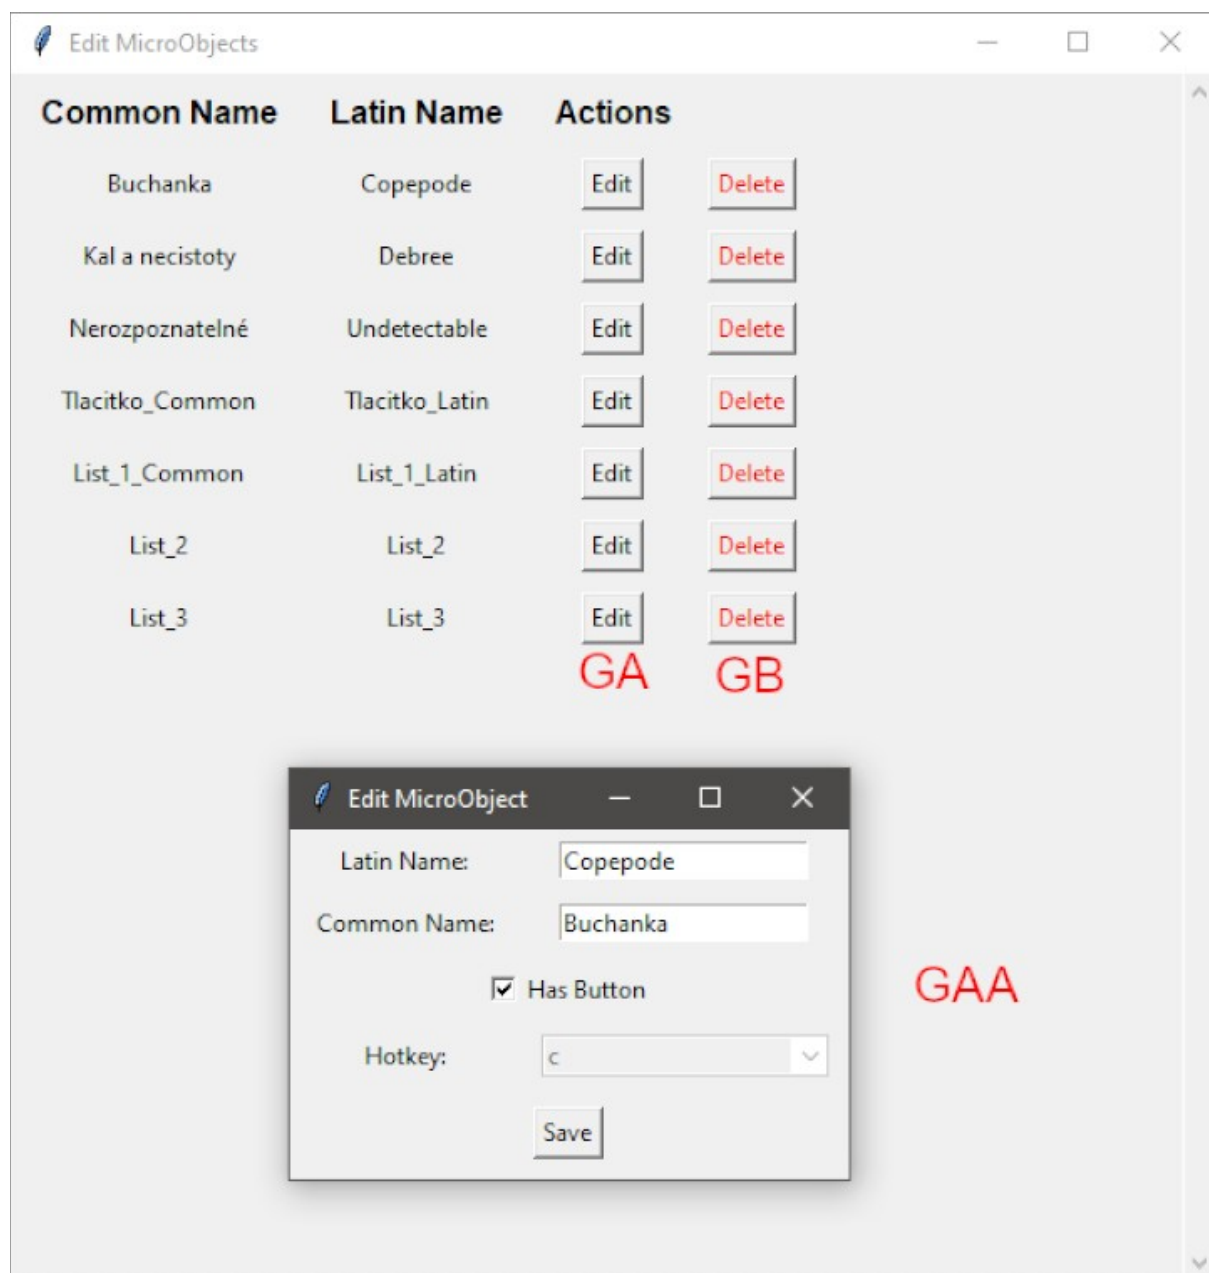 Edit MicroObjects
Common Name Latin Name Actions
Buchanka Copepode Edit Delete
Kal a necistoty Debree Edit Delete
Nerozpoznatelné Undetectable Edit Delete
Tlacitko_Common Tlacitko_Latin Edit Delete
List_1_Common List_1_Latin Edit Delete
List_2 List_2 Edit Delete
List_3 List_3 Edit Delete
GA GB
Edit MicroObject
Latin Name: Copepode
Common Name: Buchanka
Has Button
GAA
Hotkey: c
Save